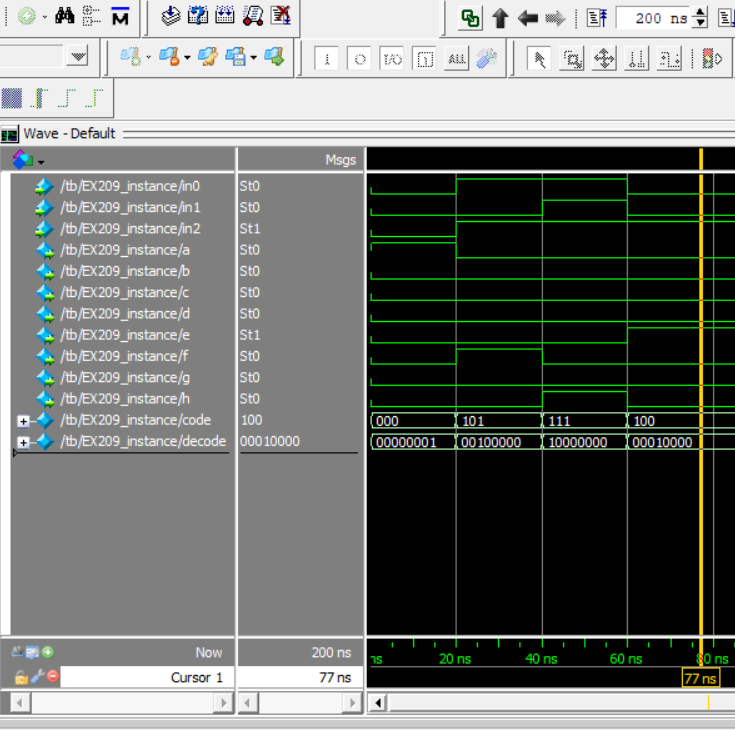 M
200 ns
1 0 I/O ALL
Wave - Default
Msgs
/tb/EX209_instance/in0 St0
/tb/EX209_instance/in1 St0
/tb/EX209_instance/in2 St1
/tb/EX209_instance/a St0
/tb/EX209_instance/b St0
/tb/EX209_instance/c St0
/tb/EX209_instance/d St0
/tb/EX209_instance/e St1
/tb/EX209_instance/f St0
/tb/EX209_instance/g St0
/tb/EX209_instance/h St0
/tb/EX209_instance/code 100 000 101 111 100
/tb/EX209_instance/decode 00010000 00000001 00100000 10000000 00010000
Now 200 ns ns 20 ns 40 ns 60 ns 80 ns
Cursor 1 77 ns 77 ns